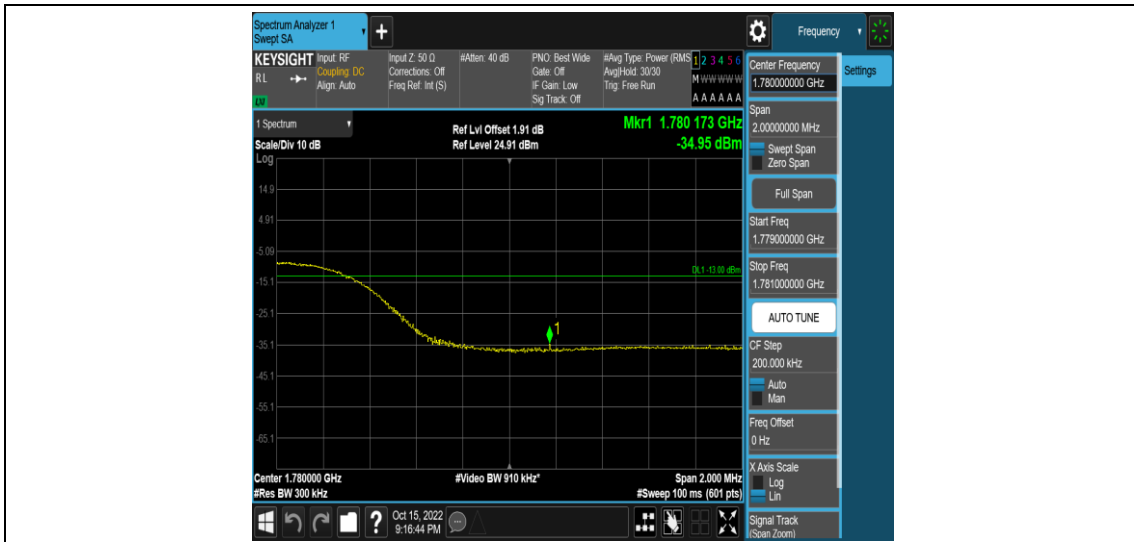 Spectrum Analyzer 1
Swept SA
+
Frequency
KEYSIGHT
RL
LXI
Input: RF
Coupling: DC
Align: Auto
Input Z: 50 Ω
Corrections: Off
Freq Ref: Int (S)
#Atten: 40 dB
PNO: Best Wide
Gate: Off
IF Gain: Low
Sig Track: Off
#Avg Type: Power (RMS
Avg|Hold: 30/30
Trig: Free Run
1 2 3 4 5 6
M W W W W W
A A A A A A
1 Spectrum
Scale/Div 10 dB
Ref Lvl Offset 1.91 dB
Ref Level 24.91 dBm
Mkr1 1.780 173 GHz
-34.95 dBm
Log
14.9
4.91
-5.09
-15.1
-25.1
-35.1
-45.1
-55.1
-65.1
DL1 -13.00 dBm
1
Center 1.780000 GHz
#Res BW 300 kHz
#Video BW 910 kHz*
Span 2.000 MHz
#Sweep 100 ms (601 pts)
Center Frequency
1.780000000 GHz
Settings
Span
2.00000000 MHz
Swept Span
Zero Span
Full Span
Start Freq
1.779000000 GHz
Stop Freq
1.781000000 GHz
AUTO TUNE
CF Step
200.000 kHz
Auto
Man
Freq Offset
0 Hz
X Axis Scale
Log
Lin
Signal Track
(Span Zoom)
?
Oct 15, 2022
9:16:44 PM